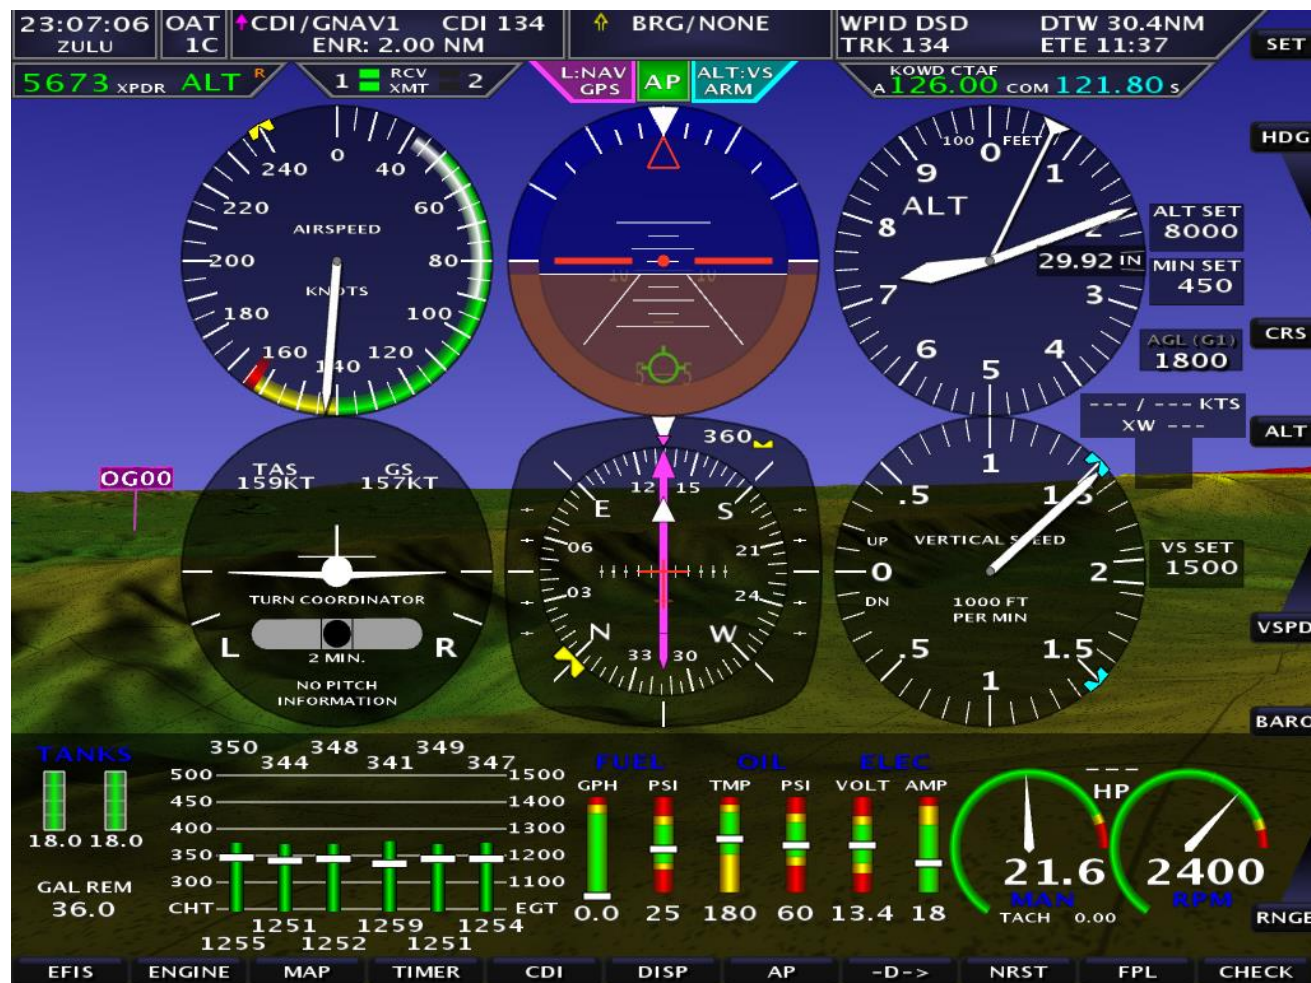 23:07:06 ZULU
OAT 1C
CDI/GNAV1 CDI 134
ENR: 2.00 NM
BRG/NONE
WPID DSD DTW 30.4NM
TRK 134 ETE 11:37
SET
5673 XPDR ALT R
1 RCV XMT 2
L:NAV GPS
AP
ALT:VS ARM
KOWD CTAF
A 126.00 COM 121.80 S
HDG
0
40
60
80
100
120
140
160
180
200
220
240
AIRSPEED
KNOTS
10 10
5 5
100 FEET
0
1
2
3
4
5
6
7
8
9
ALT
29.92 IN
ALT SET
8000
MIN SET
450
AGL (G1)
1800
CRS
--- / --- KTS
XW ---
ALT
OG00
TAS
159KT
GS
157KT
TURN COORDINATOR
L R
2 MIN.
NO PITCH
INFORMATION
360
12 15
E S
06 21
03 24
N W
33 30
1
.5 1.5
UP VERTICAL SPEED
0 2
DN 1000 FT
PER MIN
.5 1.5
1
VS SET
1500
VSPD
BARO
TANKS
18.0 18.0
GAL REM
36.0
350 348 349
344 341 347
500 1500
450 1400
400 1300
350 1200
300 1100
CHT EGT
1251 1259 1254
1255 1252 1251
FUEL OIL ELEC
GPH PSI TMP PSI VOLT AMP
0.0 25 180 60 13.4 18
---
HP
21.6 2400
MAN RPM
TACH 0.00
RNGE
EFIS ENGINE MAP TIMER CDI DISP AP -D-> NRST FPL CHECK